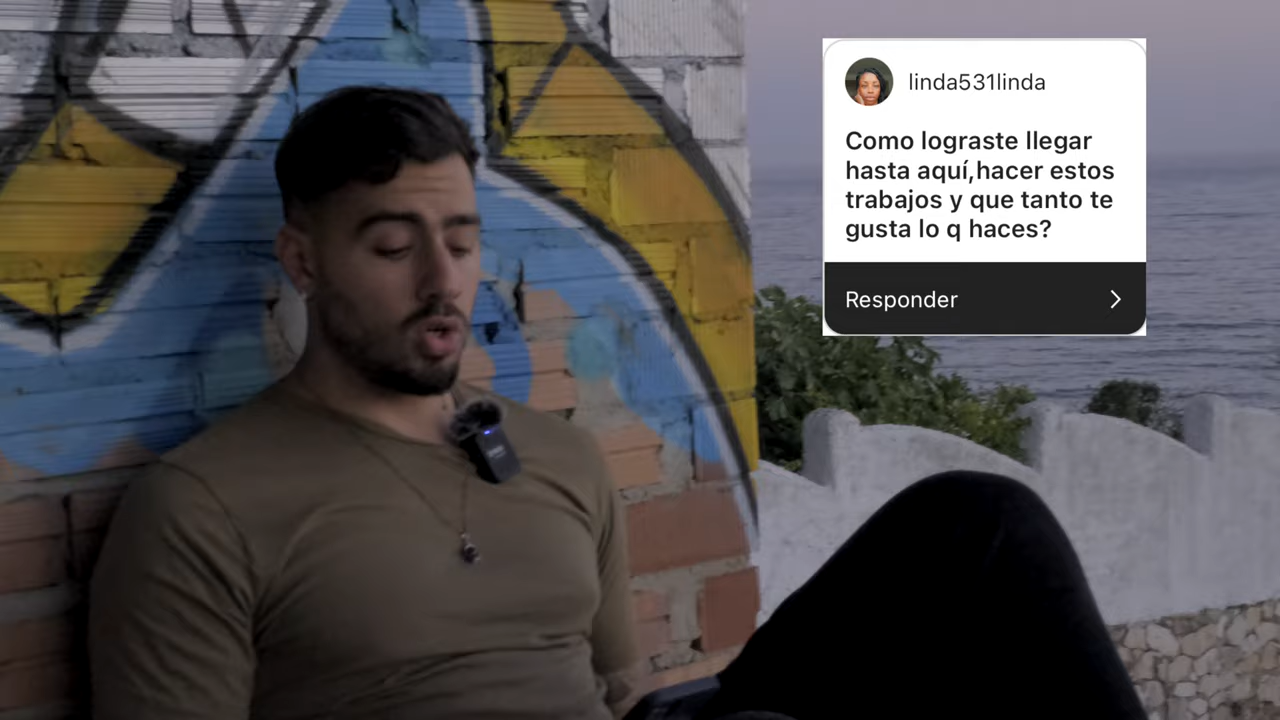 linda531linda
Como lograste llegar
hasta aquí,hacer estos
trabajos y que tanto te
gusta lo q haces?
Responder